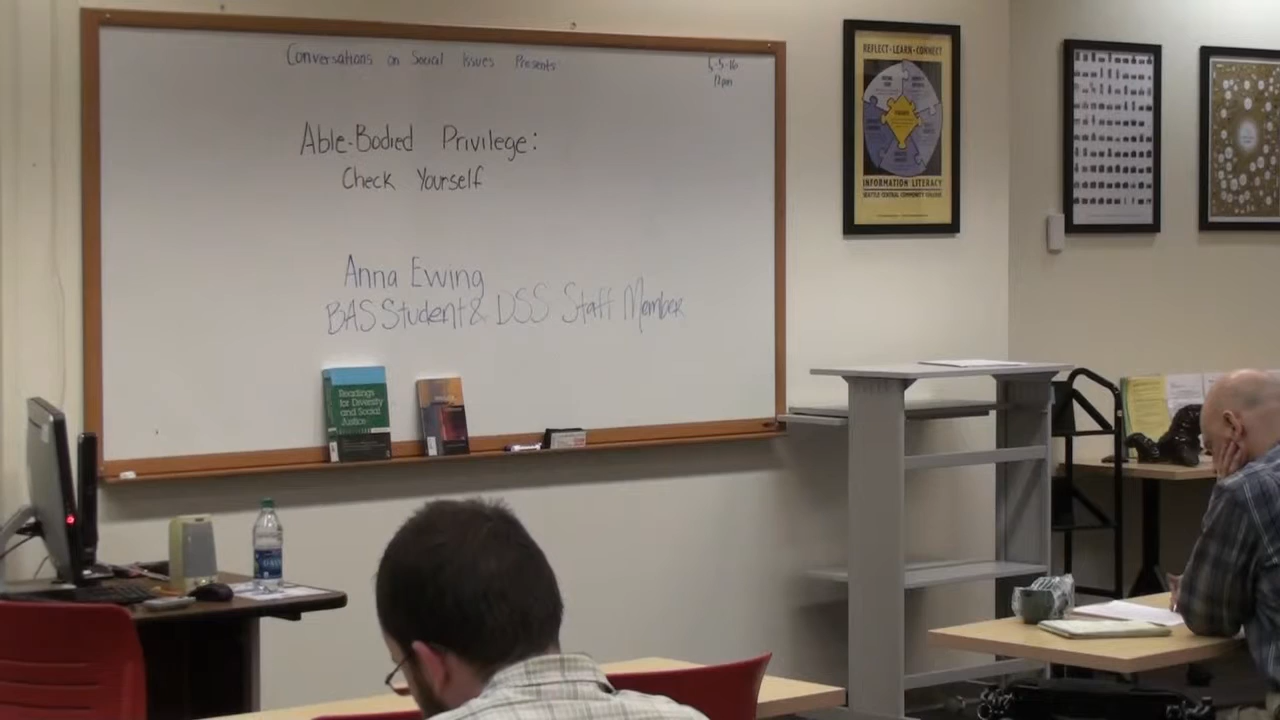 Conversations on Social Issues Presents
12pm
Able-Bodied Privilege:
Check Yourself
Anna Ewing
BAS Student & DSS Staff Member
Readings
for Diversity
and Social
Justice
REFLECT·LEARN·CONNECT
INFORMATION LITERACY
SEATTLE CENTRAL COMMUNITY COLLEGE